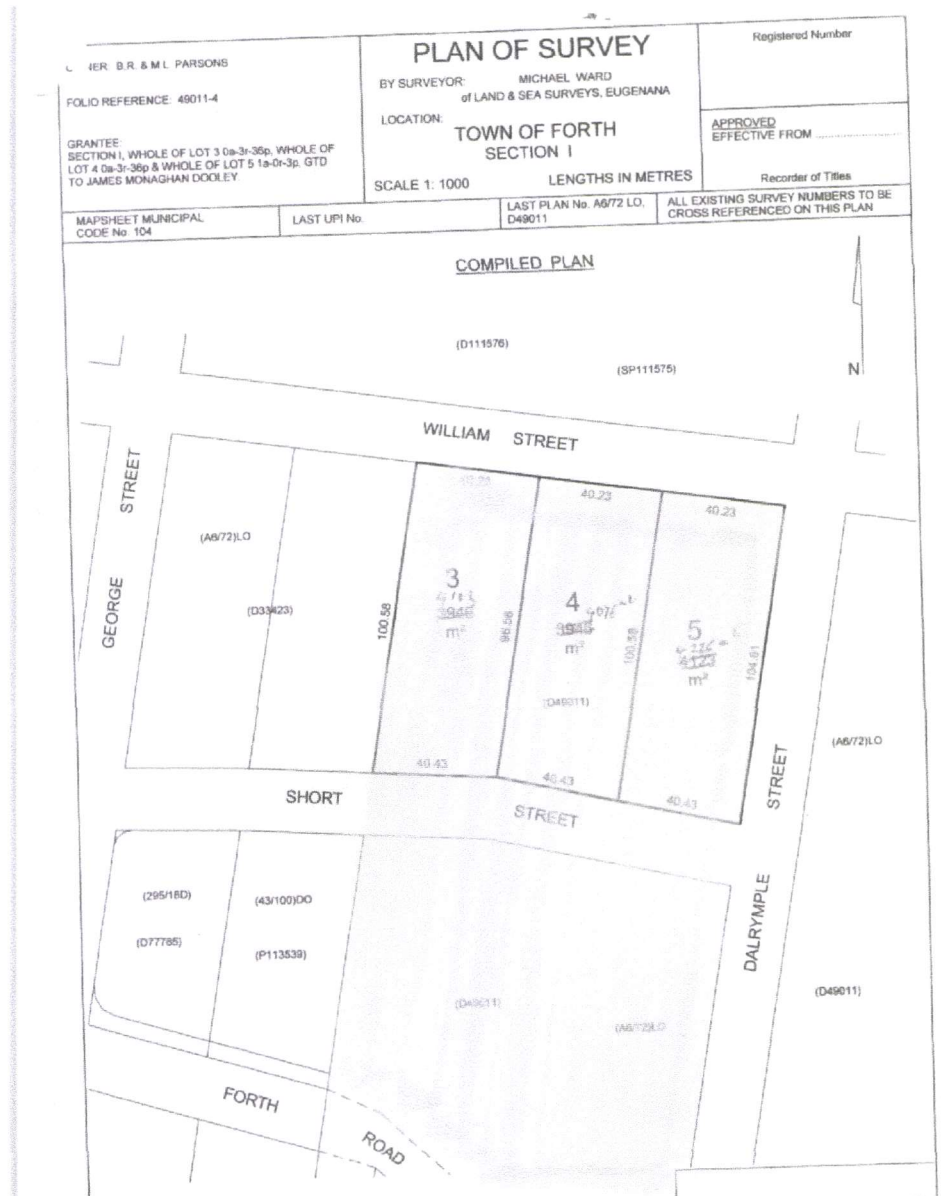 NER: B.R. & M.L. PARSONS
FOLIO REFERENCE: 49011-4
GRANTEE:
SECTION I, WHOLE OF LOT 3 0a-3r-36p, WHOLE OF
LOT 4 0a-3r-36p & WHOLE OF LOT 5 1a-0r-3p, GTD
TO JAMES MONAGHAN DOOLEY
PLAN OF SURVEY
BY SURVEYOR: MICHAEL WARD
of LAND & SEA SURVEYS, EUGENANA
LOCATION:
TOWN OF FORTH
SECTION I
SCALE 1: 1000 LENGTHS IN METRES
Registered Number
APPROVED
EFFECTIVE FROM
Recorder of Titles
MAPSHEET MUNICIPAL
CODE No. 104
LAST UPI No.
LAST PLAN No. A6/72 LO,
D49011
ALL EXISTING SURVEY NUMBERS TO BE
CROSS REFERENCED ON THIS PLAN
COMPILED PLAN
(D111576)
(SP111575)
N
WILLIAM STREET
GEORGE STREET
40.23
40.23
(A6/72)LO
(D33423)
100.58
3
m²
96.56
4
m²
100.58
5
4123
m²
104.61
(D49011)
(A6/72)LO
40.43
40.43
40.43
SHORT STREET
DALRYMPLE STREET
(295/18D)
(D77785)
(43/100)DO
(P113539)
(D49011)
(A6/72)LO
(D49011)
FORTH ROAD